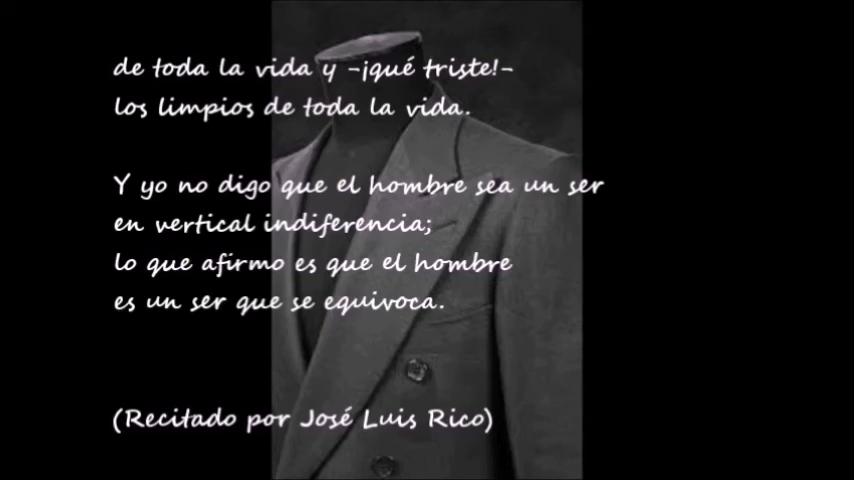 de toda la vida y -¡qué triste!-
los limpios de toda la vida.
Y yo no digo que el hombre sea un ser
en vertical indiferencia;
lo que afirmo es que el hombre
es un ser que se equivoca.
(Recitado por José Luis Rico)